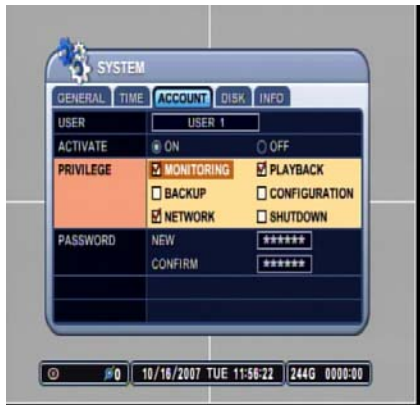 SYSTEM
GENERAL TIME ACCOUNT DISK INFO
USER USER 1
ACTIVATE ON OFF
PRIVILEGE MONITORING PLAYBACK
BACKUP CONFIGURATION
NETWORK SHUTDOWN
PASSWORD NEW ******
CONFIRM ******
0 10/16/2007 TUE 11:56:22 244G 0000:00